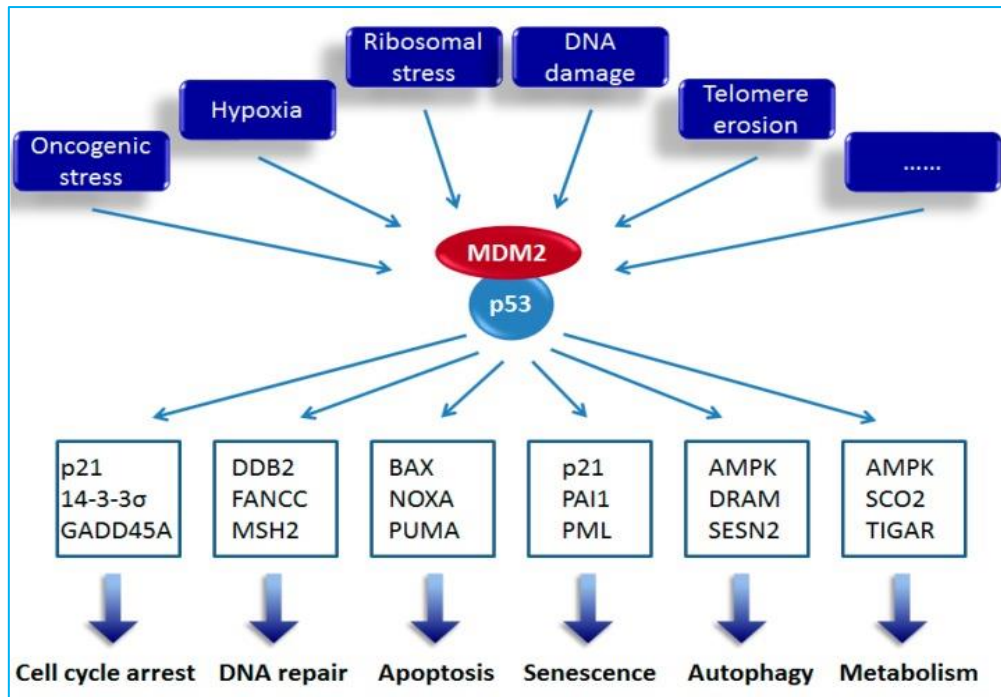 Ribosomal
stress
DNA
damage
Hypoxia
Telomere
erosion
Oncogenic
stress
......
MDM2
p53
p21
14-3-3σ
GADD45A
DDB2
FANCC
MSH2
BAX
NOXA
PUMA
p21
PAI1
PML
AMPK
DRAM
SESN2
AMPK
SCO2
TIGAR
Cell cycle arrest
DNA repair
Apoptosis
Senescence
Autophagy
Metabolism